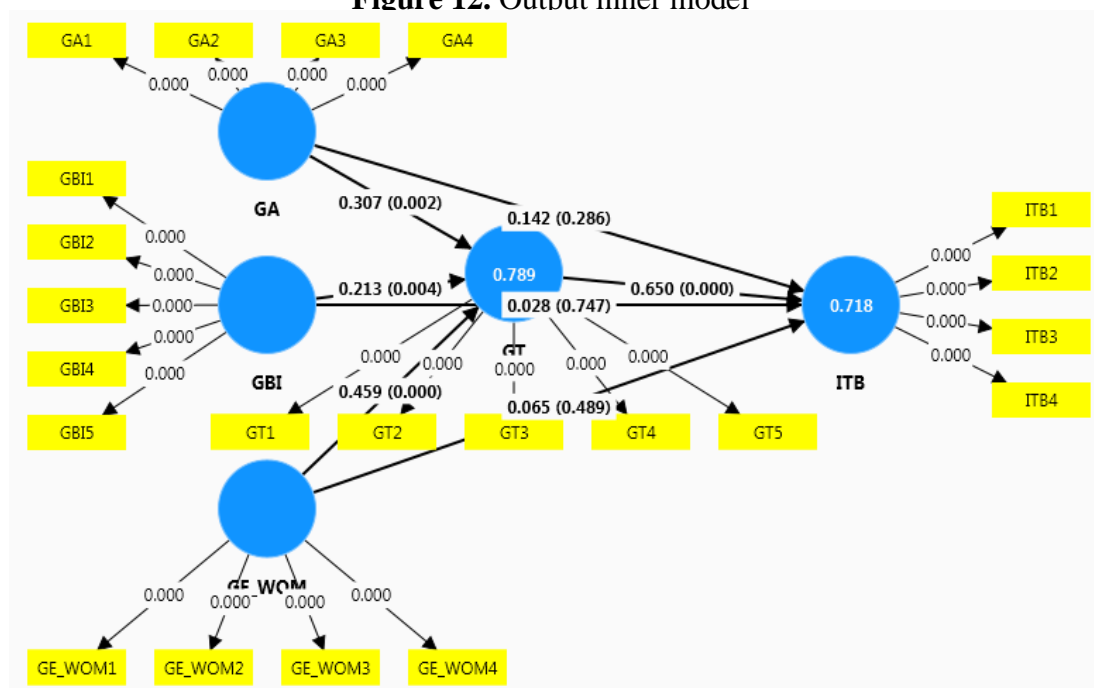 Figure 12. Output inner model
GA1 GA2 GA3 GA4
0.000 0.000 0.000 0.000
GA
0.307 (0.002)
0.142 (0.286)
GBI1
GBI2
GBI3
GBI4
GBI5
0.000
0.000
0.000
0.000
0.000
GBI
0.213 (0.004)
0.789
0.028 (0.747)
GT
0.650 (0.000)
0.718
ITB
ITB1
ITB2
ITB3
ITB4
0.000
0.000
0.000
0.000
0.000 0.000 0.000 0.000 0.000
0.459 (0.000)
0.065 (0.489)
GT1 GT2 GT3 GT4 GT5
GE_WOM
0.000 0.000 0.000 0.000
GE_WOM1 GE_WOM2 GE_WOM3 GE_WOM4